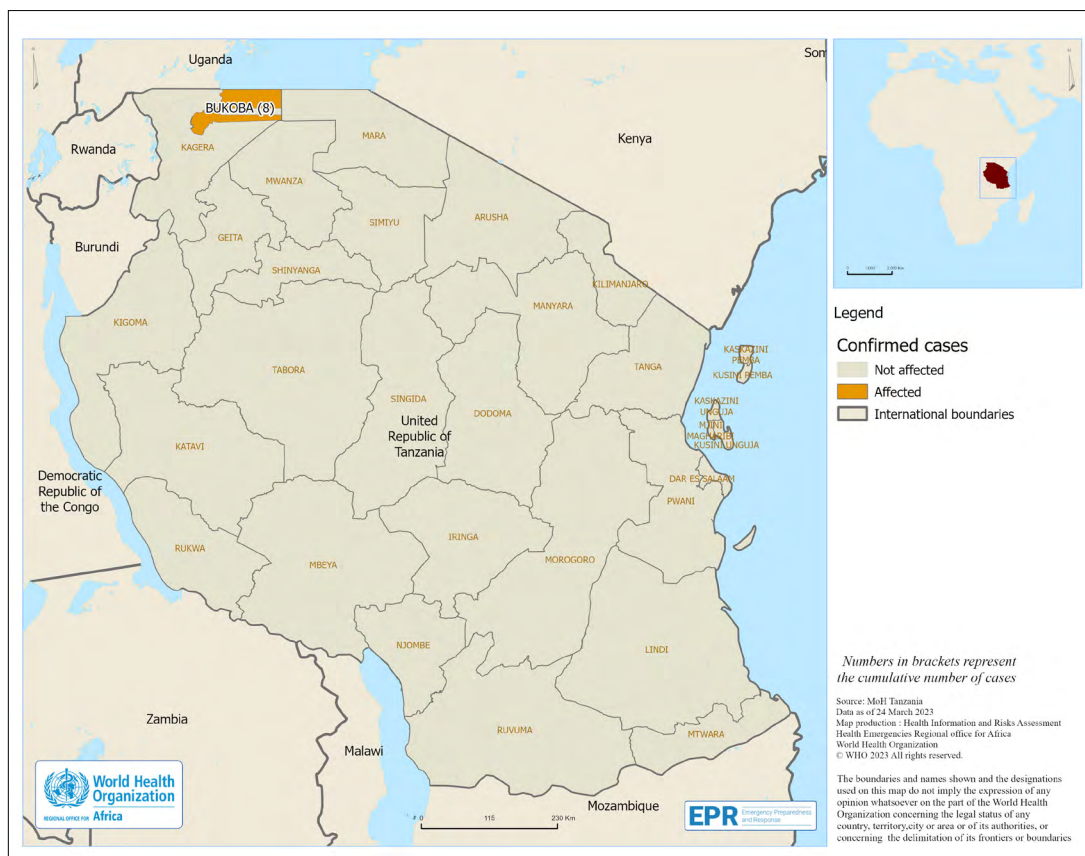 Uganda
Som
BUKOBA (8)
Kenya
MARA
Rwanda
KAGERA
MWANZA
SIMIYU
ARUSHA
GEITA
Burundi
SHINYANGA
KILIMANJARO
MANYARA
KIGOMA
TABORA
TANGA
KASKAZINI
PEMBA
KUSINI PEMBA
SINGIDA
DODOMA
KASKAZINI
UNGUJA
MJINI
MAGHARIBI
KUSINI UNGUJA
United
Republic of
Tanzania
KATAVI
Democratic
Republic of
the Congo
DAR ES SALAAM
PWANI
IRINGA
RUKWA
MBEYA
MOROGORO
NJOMBE
LINDI
Zambia
RUVUMA
MTWARA
Malawi
Mozambique
World Health
Organization
REGIONAL OFFICE FOR Africa
0 115 230 KM
EPR Emergency Preparedness
and Response
Legend
Confirmed cases
Not affected
Affected
International boundaries
Numbers in brackets represent
the cumulative number of cases
Source: MoH Tanzania
Data as of 24 March 2023
Map production : Health Information and Risks Assessment
Health Emergencies Regional office for Africa
World Health Organization
© WHO 2023 All rights reserved.
The boundaries and names shown and the designations
used on this map do not imply the expression of any
opinion whatsoever on the part of the World Health
Organization concerning the legal status of any
country, territory,city or area or of its authorities, or
concerning the delimitation of its frontiers or boundaries